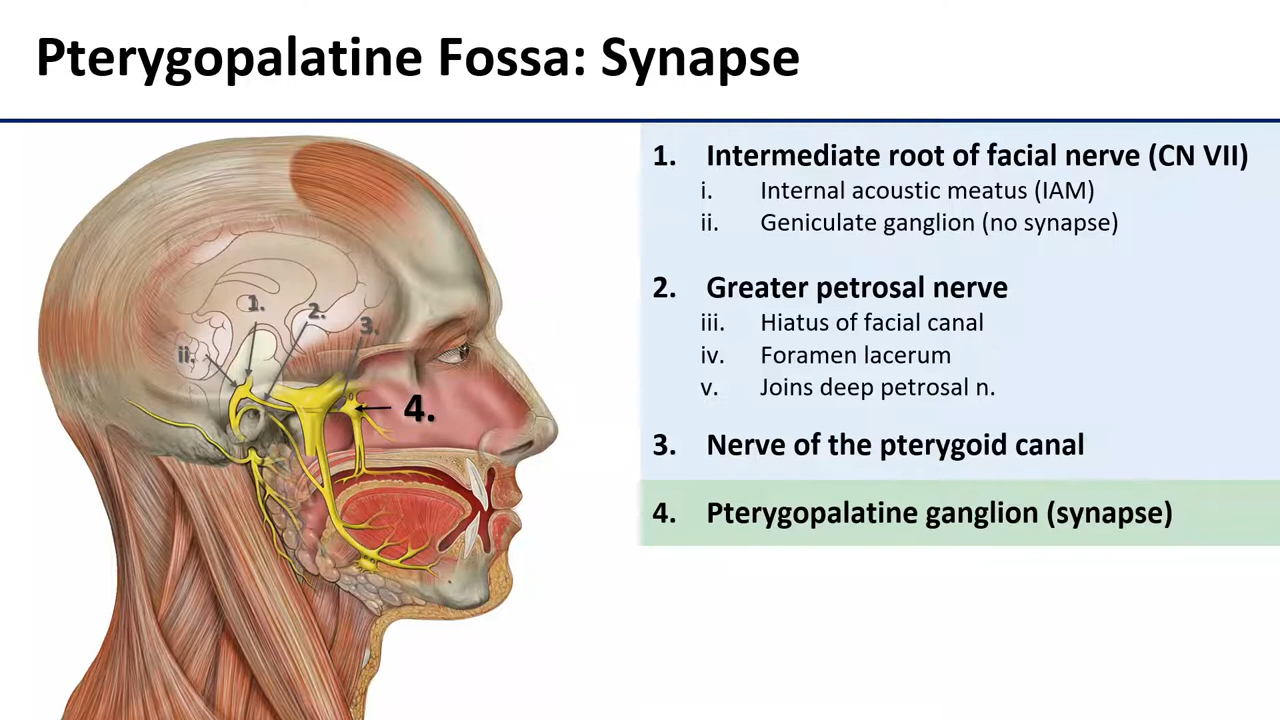 Pterygopalatine Fossa: Synapse
1. Intermediate root of facial nerve (CN VII)
i. Internal acoustic meatus (IAM)
ii. Geniculate ganglion (no synapse)
2. Greater petrosal nerve
iii. Hiatus of facial canal
iv. Foramen lacerum
v. Joins deep petrosal n.
3. Nerve of the pterygoid canal
4. Pterygopalatine ganglion (synapse)
1.
2.
3.
ii.
4.